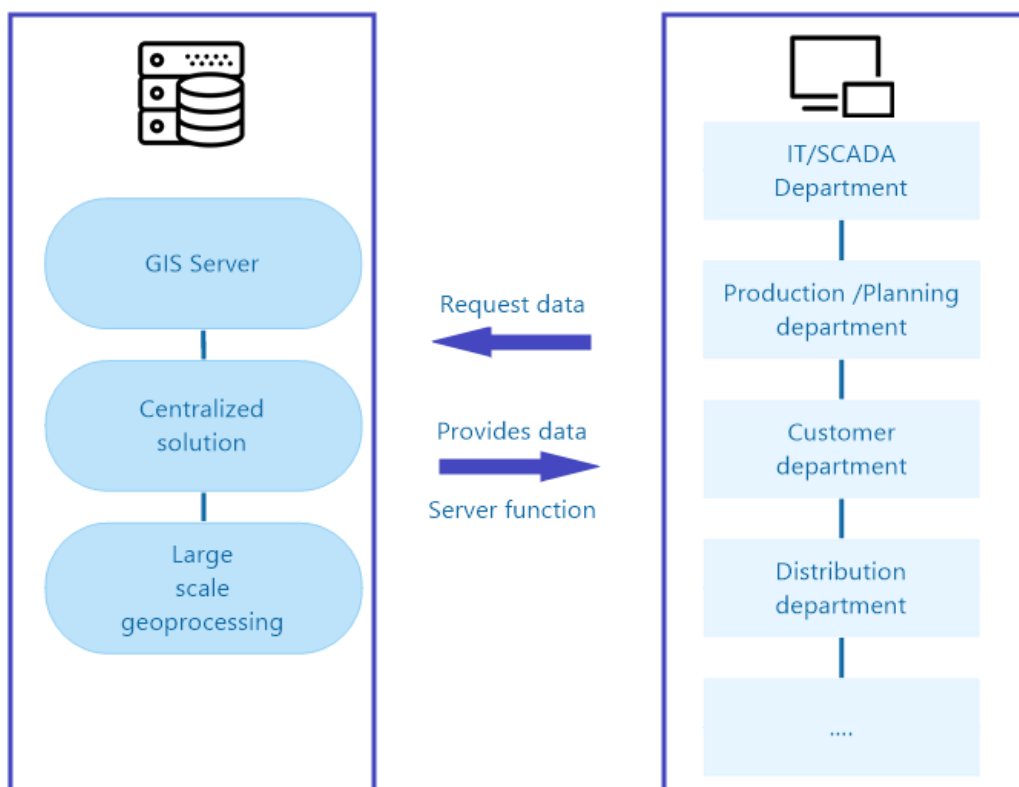 GIS Server
Centralized
solution
Large
scale
geoprocessing
Request data
Provides data
Server function
IT/SCADA
Department
Production /Planning
department
Customer
department
Distribution
department
....